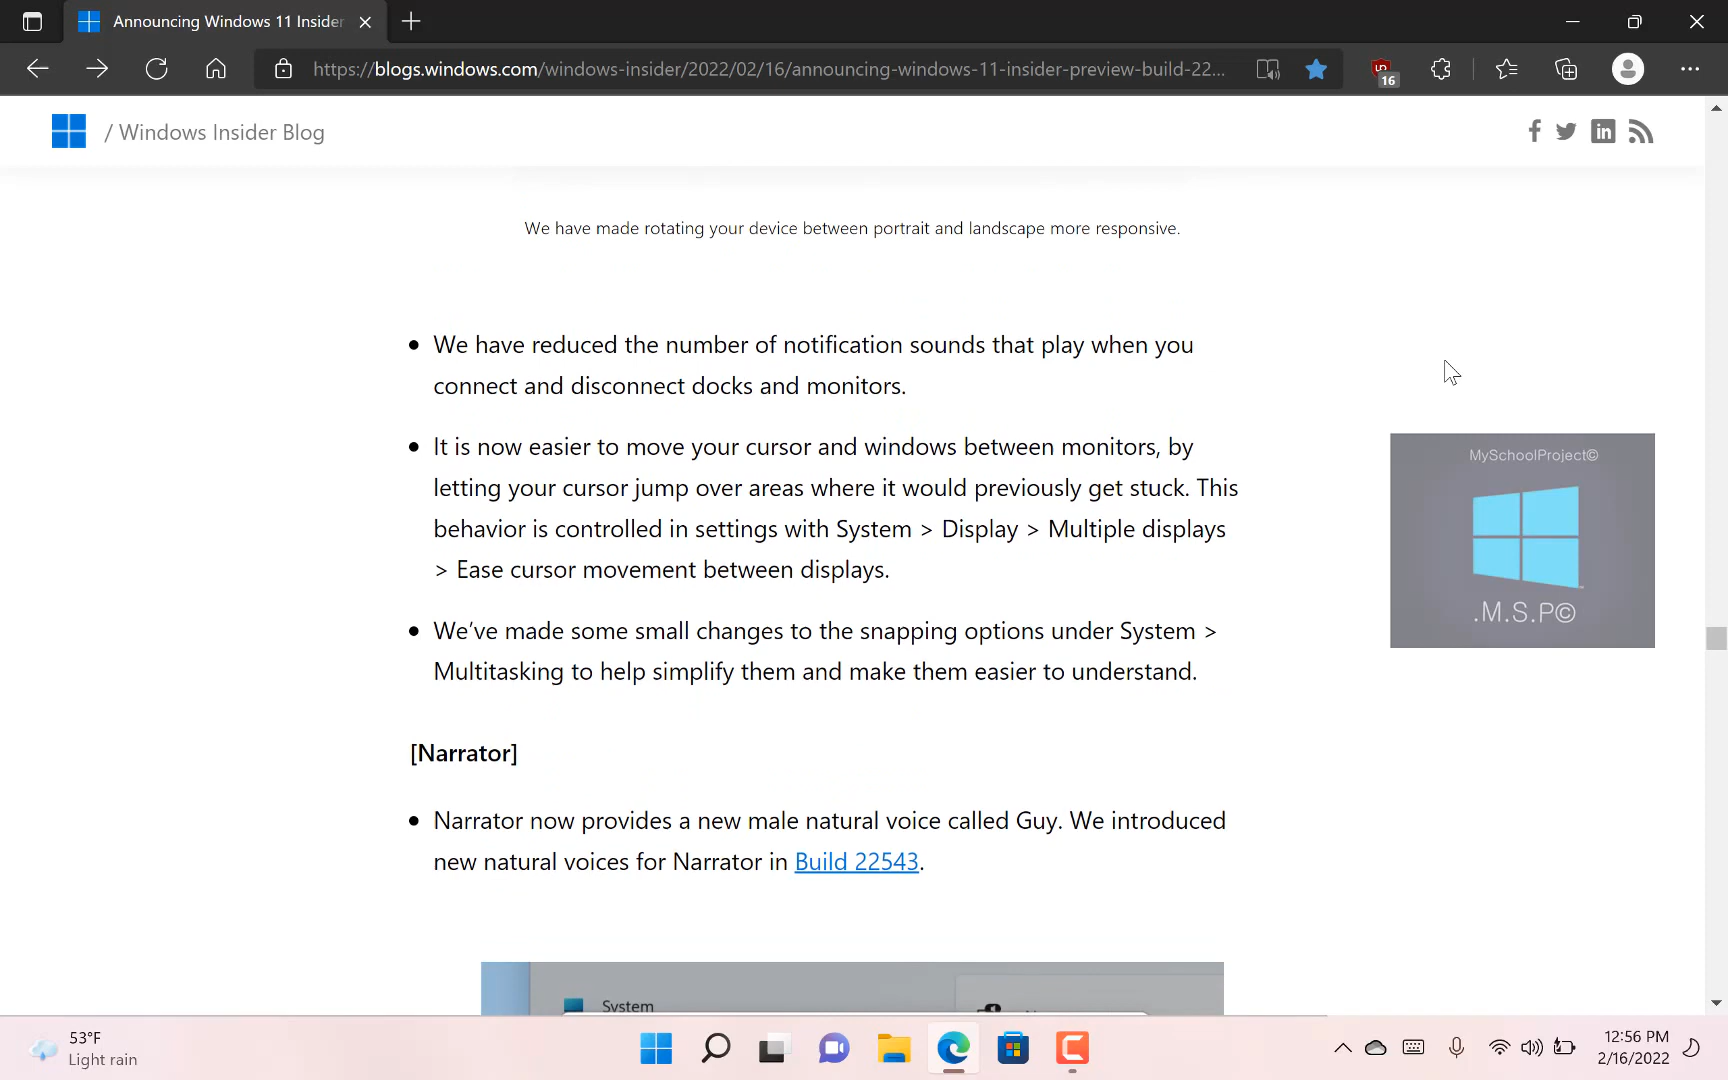 Announcing Windows 11 Insider
https://blogs.windows.com/windows-insider/2022/02/16/announcing-windows-11-insider-preview-build-22...
16
/ Windows Insider Blog
We have made rotating your device between portrait and landscape more responsive.
• We have reduced the number of notification sounds that play when you
connect and disconnect docks and monitors.
• It is now easier to move your cursor and windows between monitors, by
letting your cursor jump over areas where it would previously get stuck. This
behavior is controlled in settings with System > Display > Multiple displays
> Ease cursor movement between displays.
• We’ve made some small changes to the snapping options under System >
Multitasking to help simplify them and make them easier to understand.
MySchoolProject©
.M.S.P©
[Narrator]
• Narrator now provides a new male natural voice called Guy. We introduced
new natural voices for Narrator in Build 22543.
System
53°F
Light rain
12:56 PM
2/16/2022